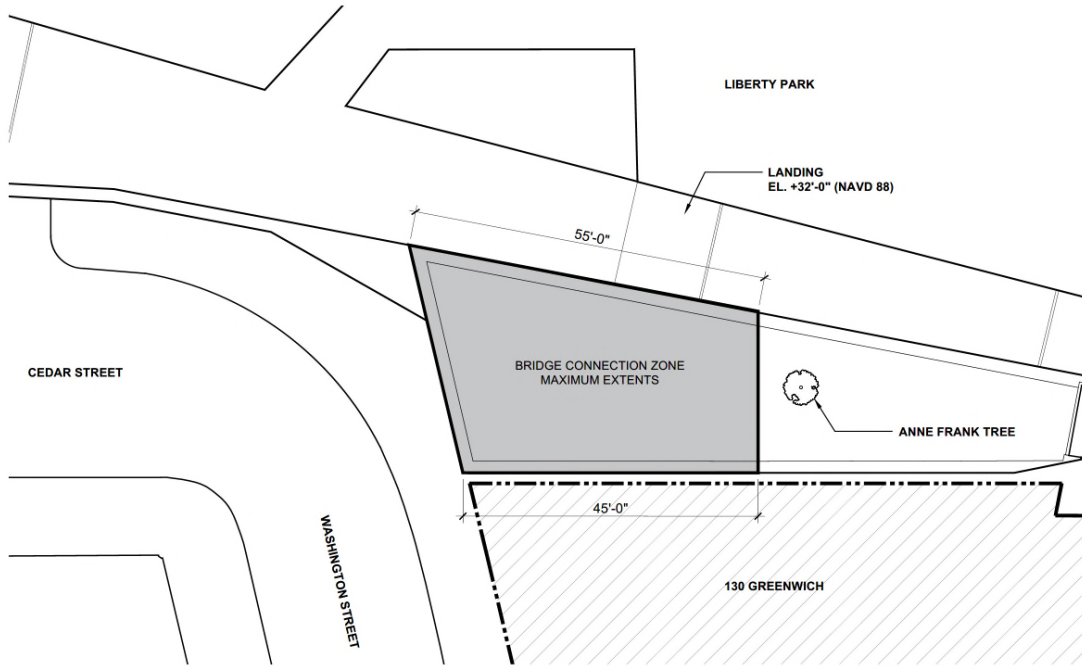 LIBERTY PARK
LANDING
EL. +32'-0" (NAVD 88)
55'-0"
BRIDGE CONNECTION ZONE
MAXIMUM EXTENTS
CEDAR STREET
ANNE FRANK TREE
45'-0"
WASHINGTON STREET
130 GREENWICH